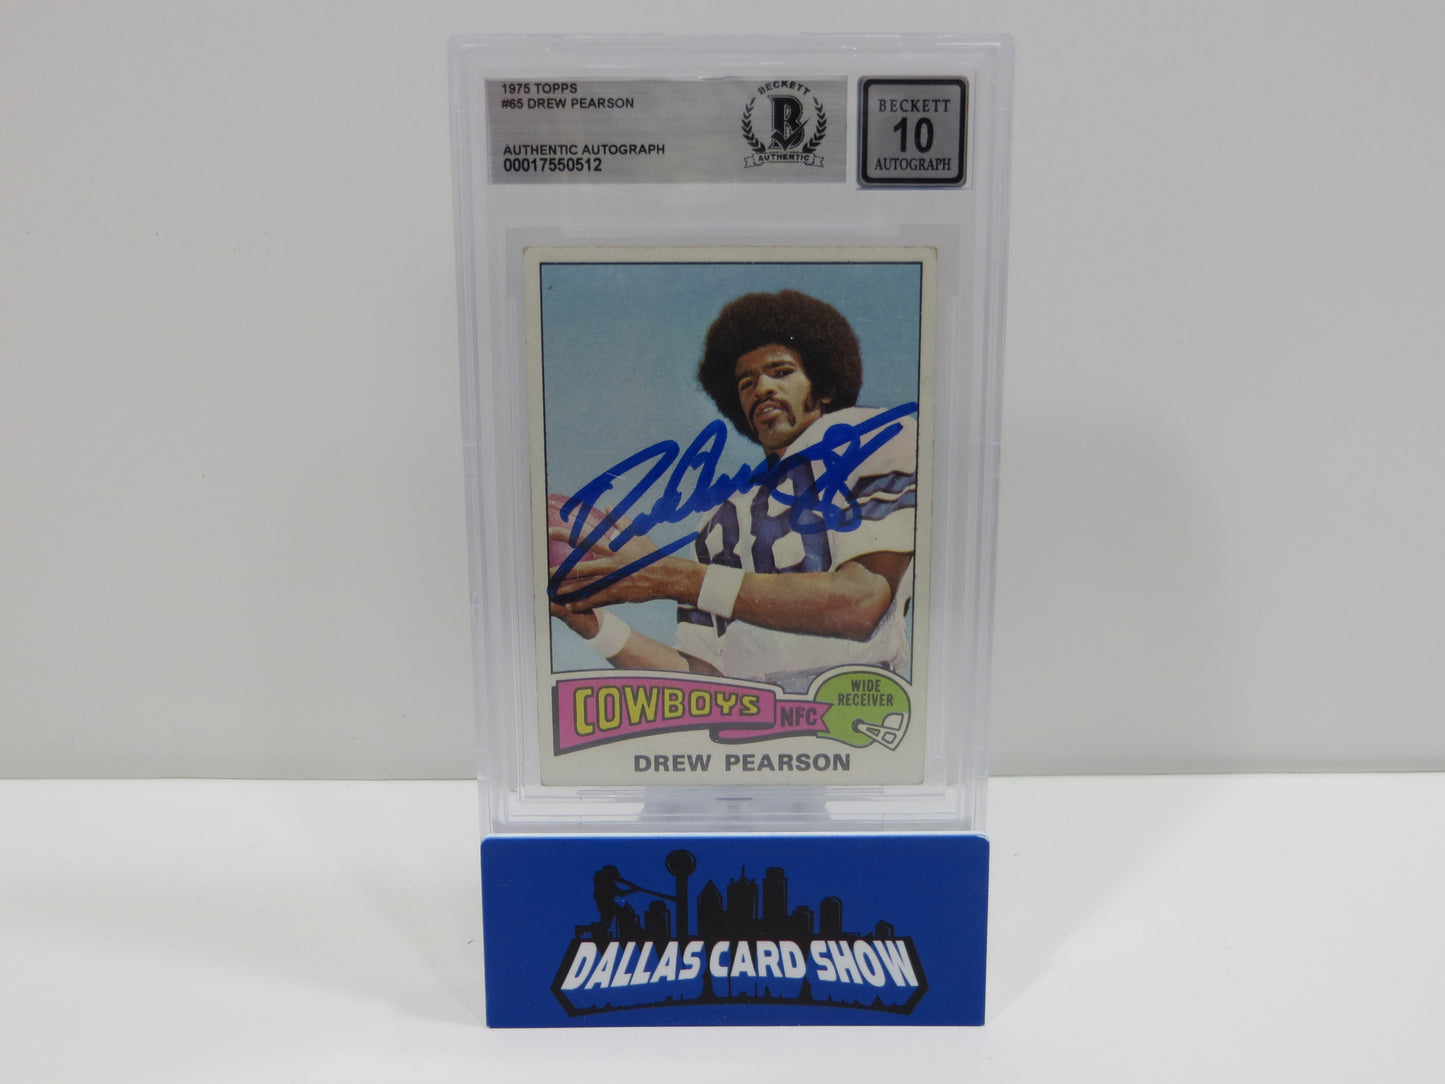 1975 TOPPS
#65 DREW PEARSON
AUTHENTIC AUTOGRAPH
00017550512
BECKETT
B
AUTHENTIC
BECKETT
10
AUTOGRAPH
88
COWBOYS NFC
WIDE
RECEIVER
DREW PEARSON
DALLAS CARD SHOW